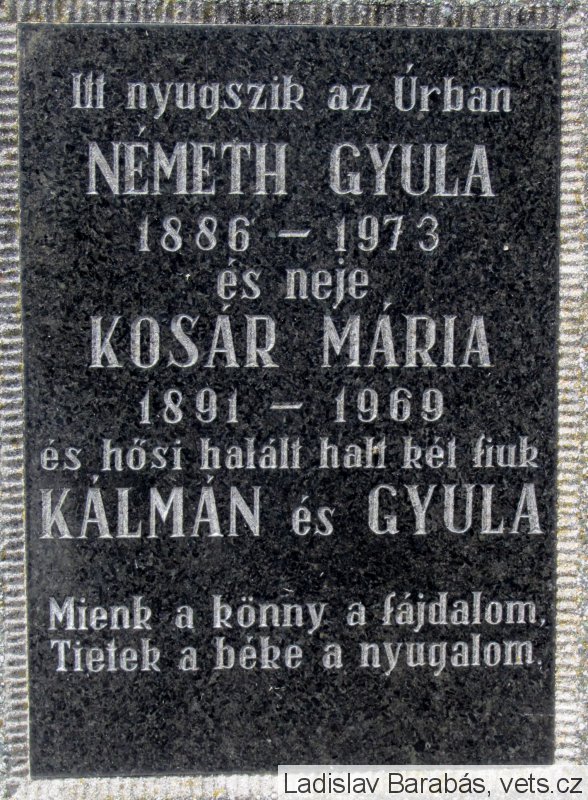 Itt nyugszik az Úrban
NÉMETH GYULA
1886 – 1973
és neje
KOSÁR MÁRIA
1891 – 1969
és hősi halált halt két fiuk
KÁLMÁN és GYULA
Mienk a könny a fájdalom,
Tietek a béke a nyugalom.
Ladislav Barabás, vets.cz